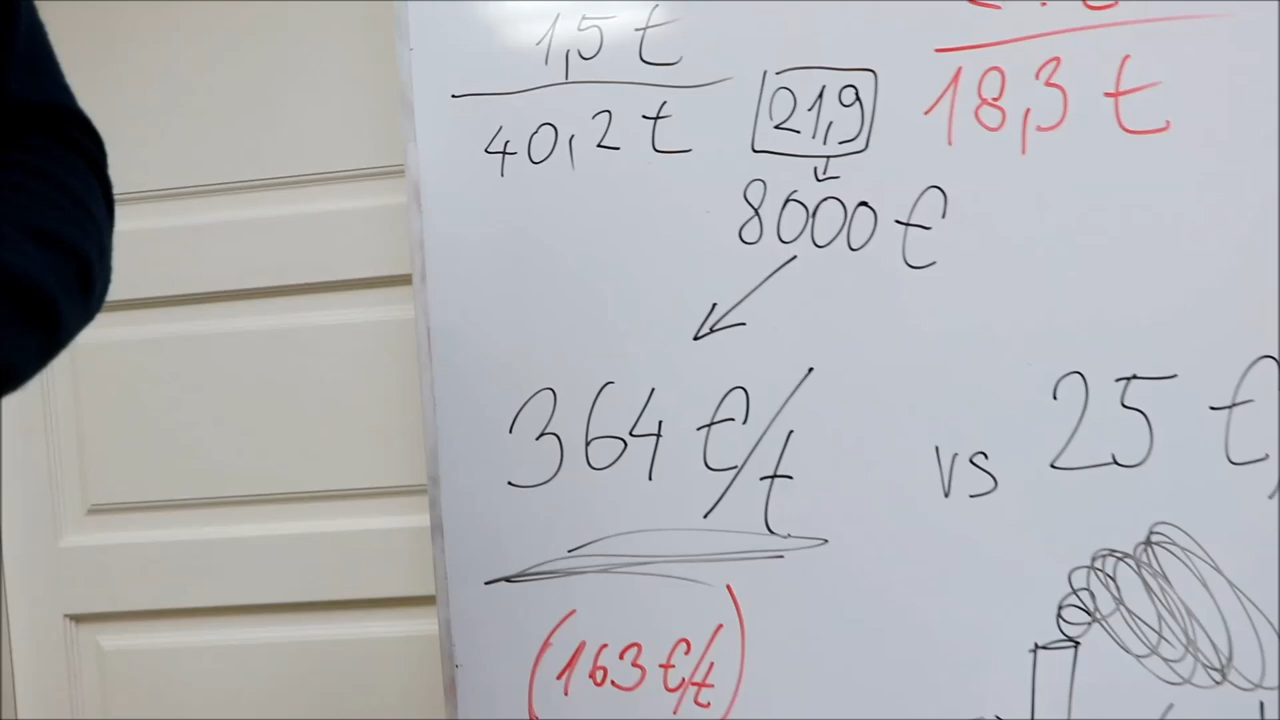 1,5 t
40,2 t
21,9
18,3 t
8000 €
364 €/t
vs 25 €
(163 €/t)